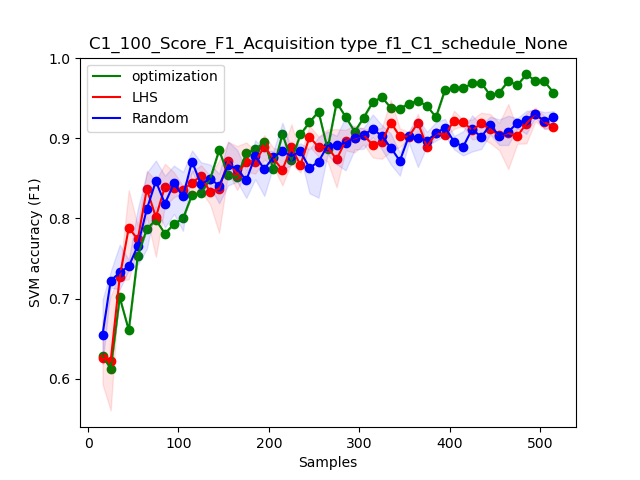 C1_100_Score_F1_Acquisition type_f1_C1_schedule_None
optimization
LHS
Random
SVM accuracy (F1)
1.0
0.9
0.8
0.7
0.6
0
100
200
300
400
500
Samples